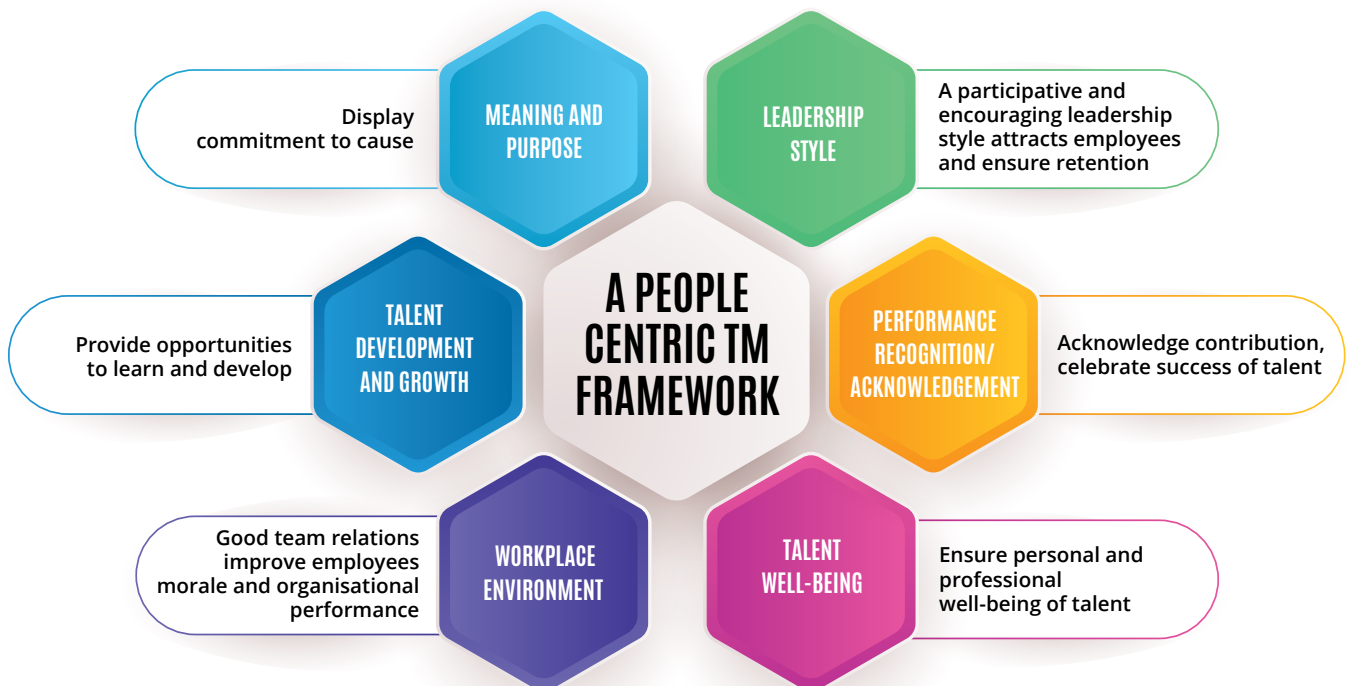 A PEOPLE
CENTRIC TM
FRAMEWORK
MEANING AND
PURPOSE
Display
commitment to cause
LEADERSHIP
STYLE
A participative and
encouraging leadership
style attracts employees
and ensure retention
TALENT
DEVELOPMENT
AND GROWTH
Provide opportunities
to learn and develop
PERFORMANCE
RECOGNITION/
ACKNOWLEDGEMENT
Acknowledge contribution,
celebrate success of talent
WORKPLACE
ENVIRONMENT
Good team relations
improve employees
morale and organisational
performance
TALENT
WELL-BEING
Ensure personal and
professional
well-being of talent